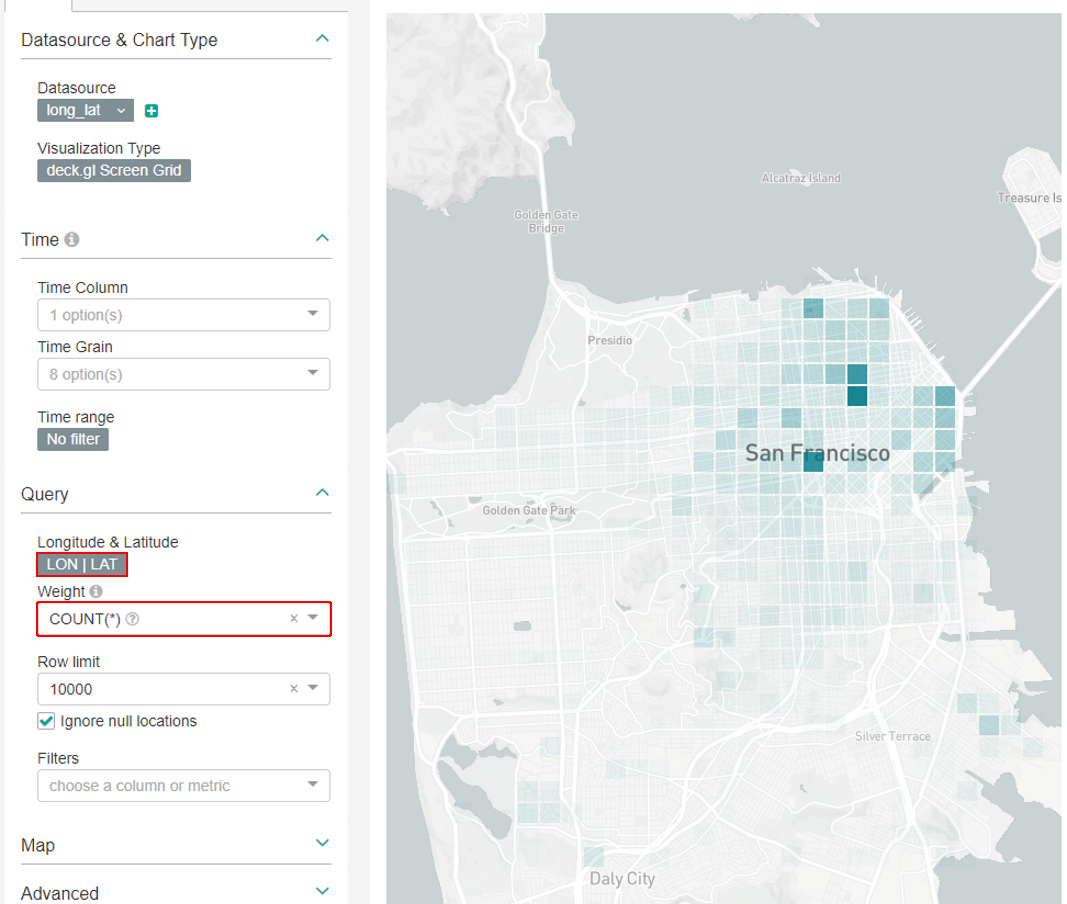 Datasource & Chart Type
Datasource
long_lat
Visualization Type
deck.gl Screen Grid
Time
Time Column
1 option(s)
Time Grain
8 option(s)
Time range
No filter
Query
Longitude & Latitude
LON | LAT
Weight
COUNT(*)
Row limit
10000
Ignore null locations
Filters
choose a column or metric
Map
Advanced
Alcatraz Island
Treasure Is
Golden Gate
Bridge
Presidio
San Francisco
Golden Gate Park
Silver Terrace
Daly City